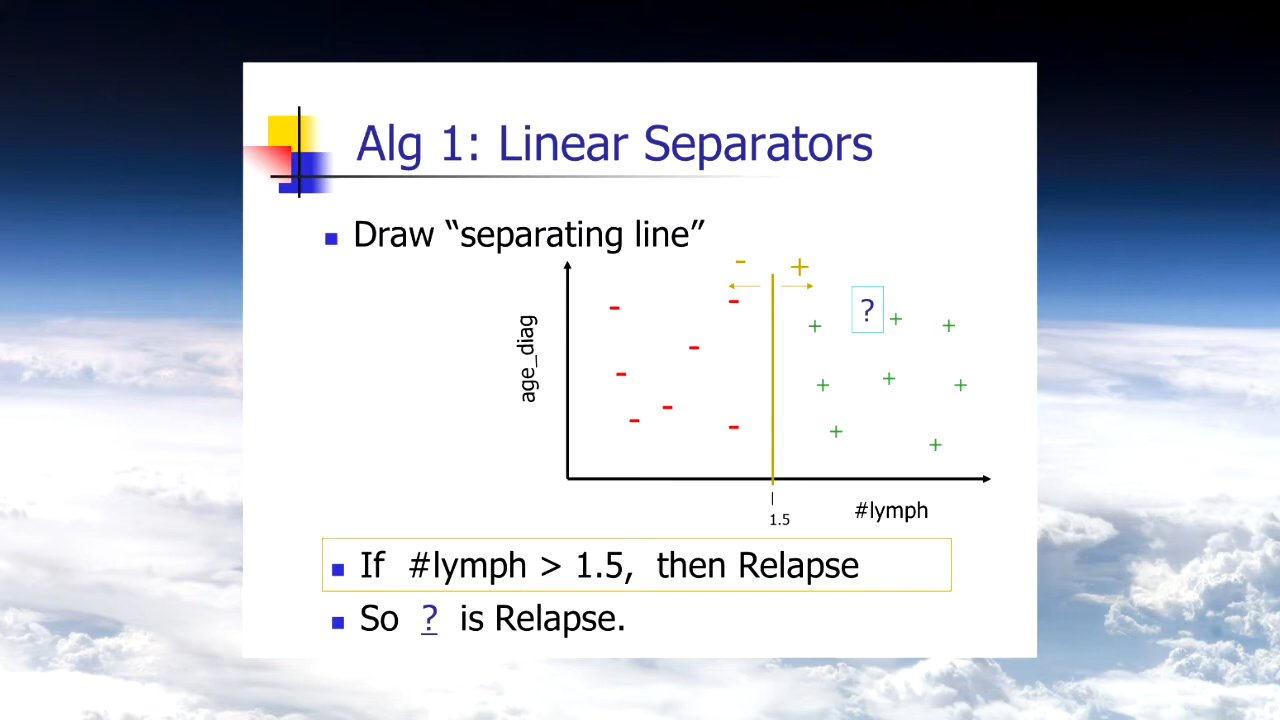 Alg 1: Linear Separators
Draw “separating line”
- +
?
age_diag
1.5
#lymph
If #lymph > 1.5, then Relapse
So ? is Relapse.